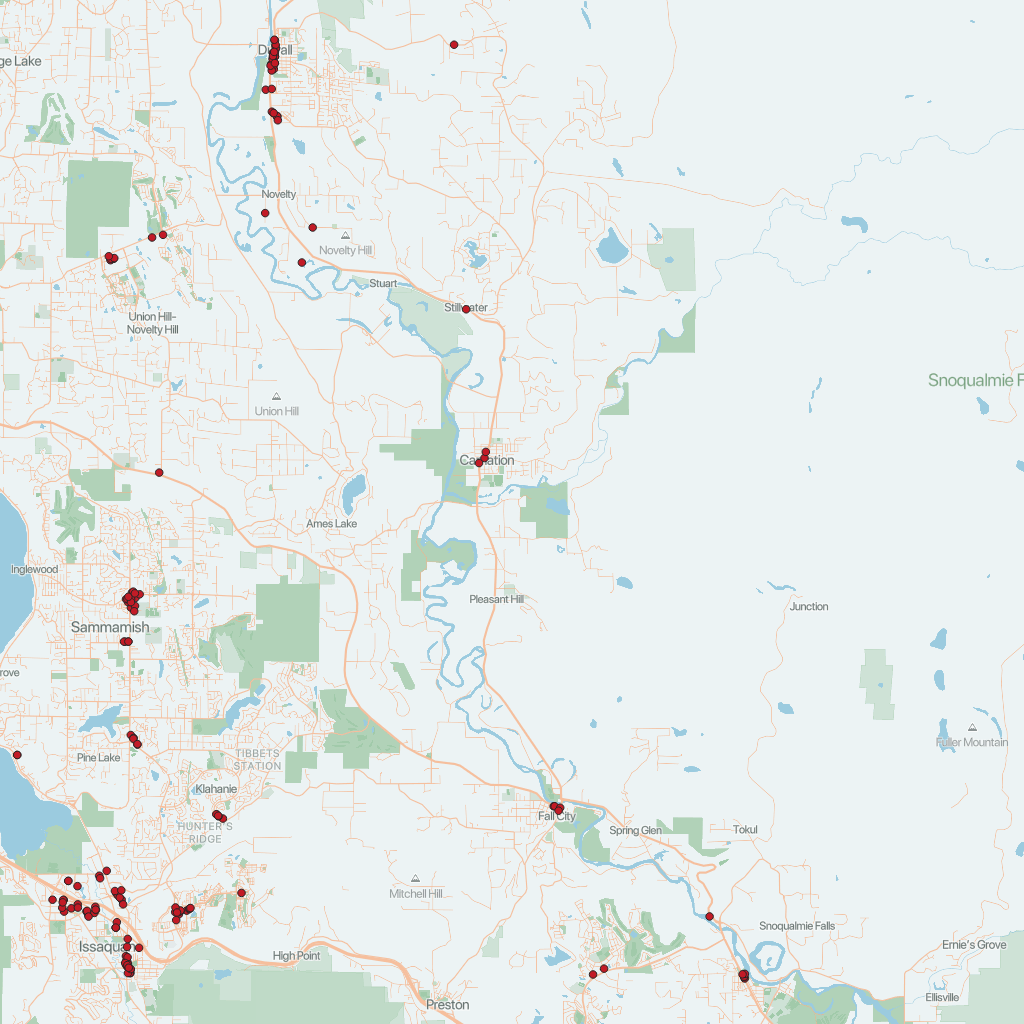 Duvall
ge Lake
Novelty
Novelty Hill
Stuart
Stillwater
Union Hill-
Novelty Hill
Snoqualmie F
Union Hill
Carnation
Ames Lake
Inglewood
Pleasant Hill
Junction
Sammamish
rove
Fuller Mountain
TIBBETS
STATION
Pine Lake
Klahanie
Fall City
HUNTER'S
RIDGE
Spring Glen
Tokul
Mitchell Hill
Snoqualmie Falls
Issaquah
High Point
Ernie's Grove
Ellisville
Preston